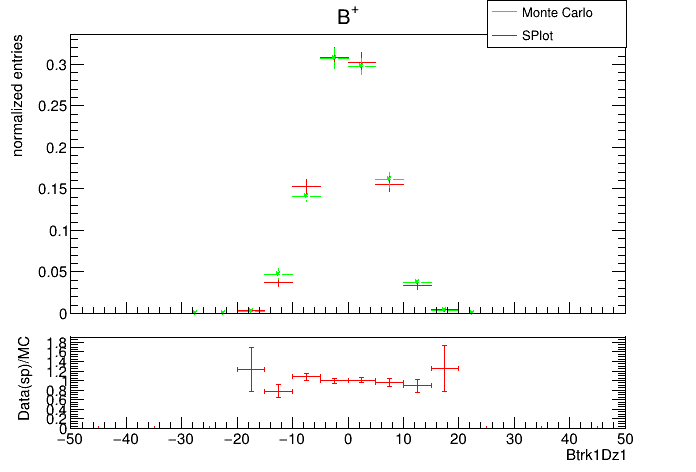 B+
Monte Carlo
SPlot
normalized entries
0.3
0.25
0.2
0.15
0.1
0.05
0
Data(sp)/MC
1.8
1.6
1.4
1.2
1
0.8
0.6
0.4
0.2
0
−50 −40 −30 −20 −10 0 10 20 30 40 50
Btrk1Dz1